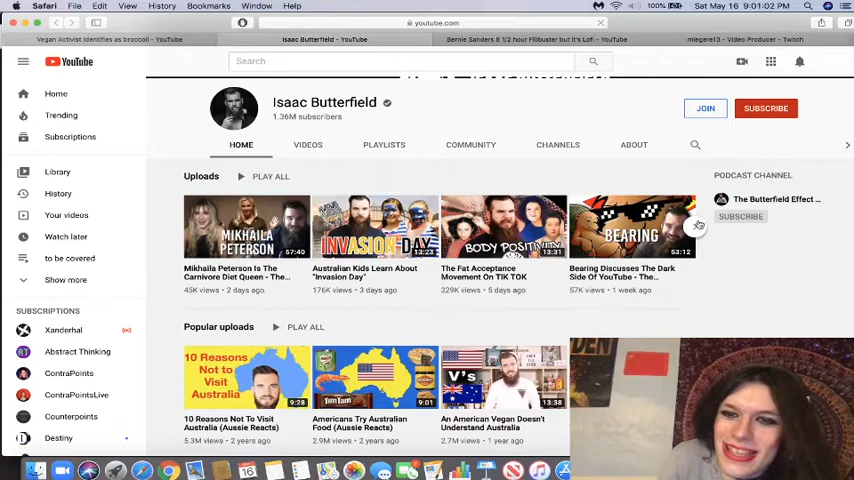 Safari File Edit View History Bookmarks Window Help
100% Sat May 16 9:01:02 PM
youtube.com
Vegan Activist Identifies as broccoli - YouTube
Isaac Butterfield - YouTube
Bernie Sanders 8 1/2 hour Filibuster but it's Lofi - YouTube
mlegere13 - Video Producer - Twitch
YouTube
Search
Home
Trending
Subscriptions
Library
History
Your videos
Watch later
to be covered
Show more
SUBSCRIPTIONS
Xanderhal
Abstract Thinking
ContraPoints
ContraPointsLive
Counterpoints
Destiny
Isaac Butterfield
1.36M subscribers
JOIN
SUBSCRIBE
HOME VIDEOS PLAYLISTS COMMUNITY CHANNELS ABOUT
Uploads PLAY ALL
MIKHAILA
PETERSON
57:40
Mikhaila Peterson Is The
Carnivore Diet Queen - The...
45K views • 2 days ago
INVASION DAY
13:23
Australian Kids Learn About
"Invasion Day"
176K views • 3 days ago
BODY POSITIVITY
13:31
The Fat Acceptance
Movement On TIK TOK
229K views • 5 days ago
BEARING
53:12
Bearing Discusses The Dark
Side Of YouTube - The...
57K views • 1 week ago
PODCAST CHANNEL
The Butterfield Effect ...
SUBSCRIBE
Popular uploads PLAY ALL
10 REASONS
NOT TO
VISIT
AUSTRALIA
9:28
10 Reasons Not To Visit
Australia (Aussie Reacts)
5.3M views • 2 years ago
TimTam
9:01
Americans Try Australian
Food (Aussie Reacts)
2.9M views • 2 years ago
V's
13:38
An American Vegan Doesn't
Understand Australia
2.7M views • 1 year ago